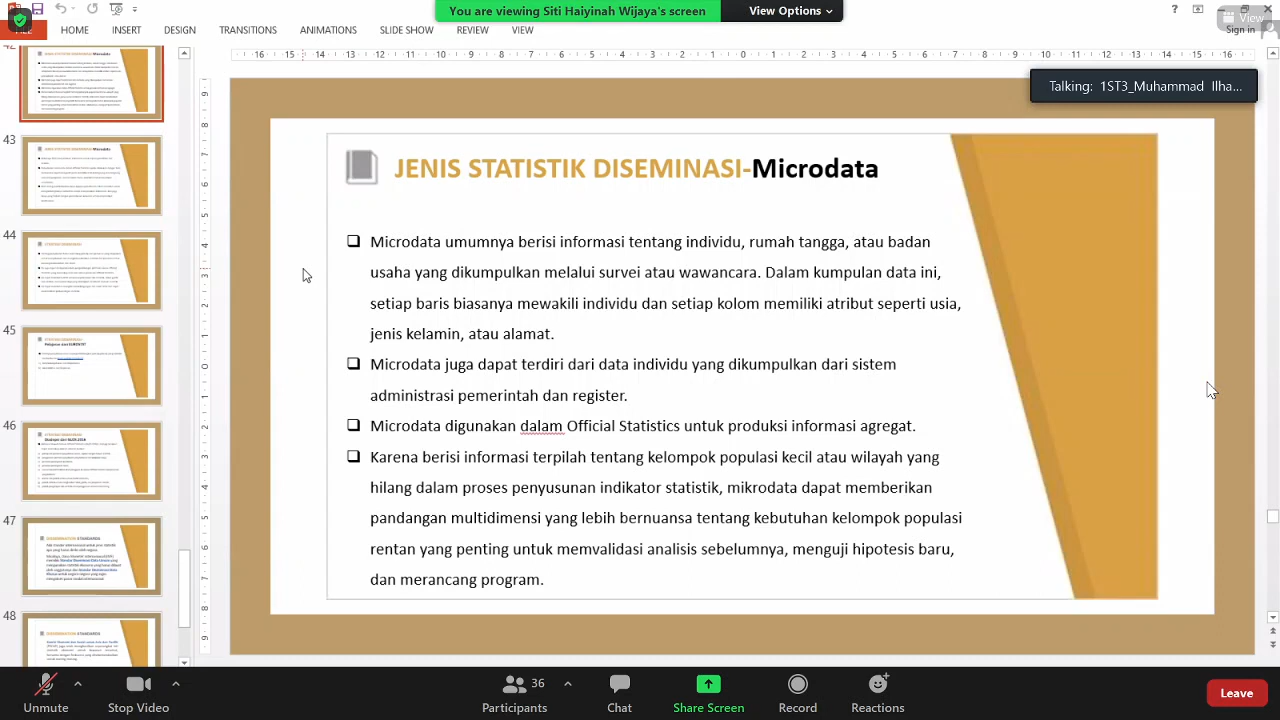 You are viewing Siti Haiyinah Wijaya's screen
View Options
View
Sign in
FILE
HOME
INSERT
DESIGN
TRANSITIONS
ANIMATIONS
SLIDE SHOW
REVIEW
VIEW
Talking: 1ST3_Muhammad Ilha...
42
43
44
45
46
47
48
JENIS DISEMINASI Microdata
Microdata umumnya berisi informasi tentang individu, rumah tangga, atau badan
usaha yang dikumpulkan melalui survei atau wawancara. Dalam kumpulan data ini,
setiap baris biasanya mewakili individu dan setiap kolom memiliki atribut seperti usia,
jenis kelamin, atau alamat.
Microdata juga dapat terdiri dari data individu yang dikumpulkan dari sistem
administrasi pemerintah dan register.
Microdata digunakan dalam Official Statistics untuk produksi informasi agregat.
Karena berisi informasi terpilah tentang kelompok populasi kecil atau wilayah yang
hilang dalam proses penyusunan indikator statistik, microdata dapat memberikan
pandangan multidimensi yang lebih bernuansa tentang kebutuhan kelompok populasi
rentan yang penting untuk menvalidasi analisis sebelumnya, menguji hipotesis baru,
dan merancang program.
Unmute
Stop Video
36
Participants
Chat
Share Screen
Record
Reactions
Leave